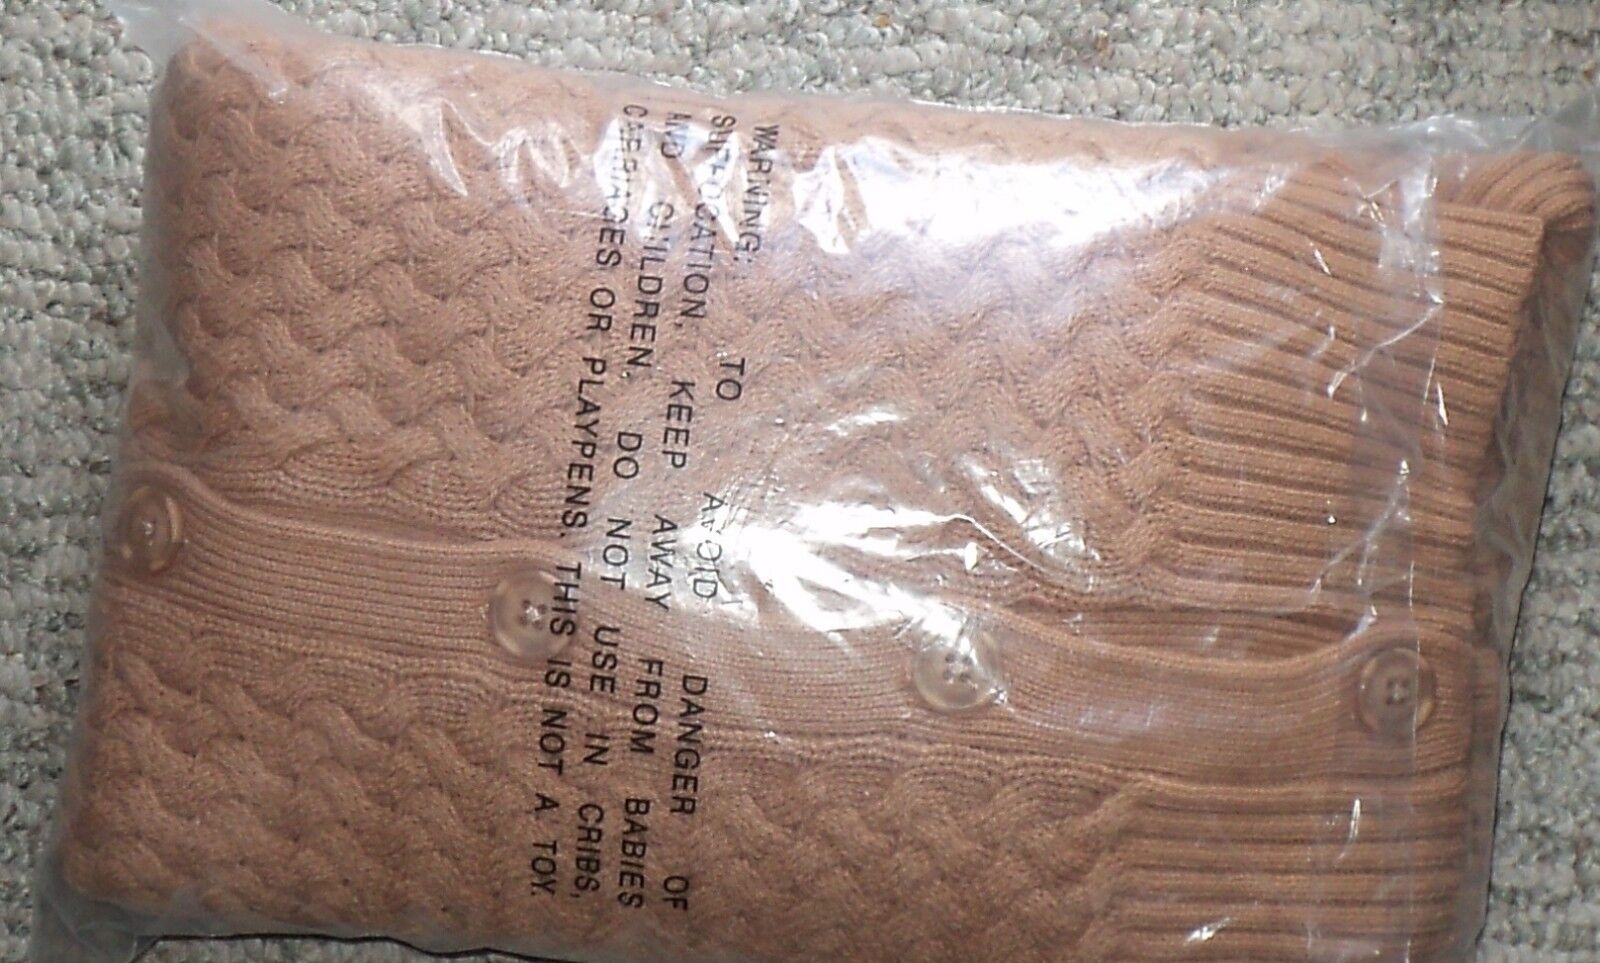 WARNING: TO AVOID DANGER OF
SUFFOCATION, KEEP AWAY FROM BABIES
AND CHILDREN. DO NOT USE IN CRIBS,
CARRIAGES OR PLAYPENS. THIS IS NOT A TOY.